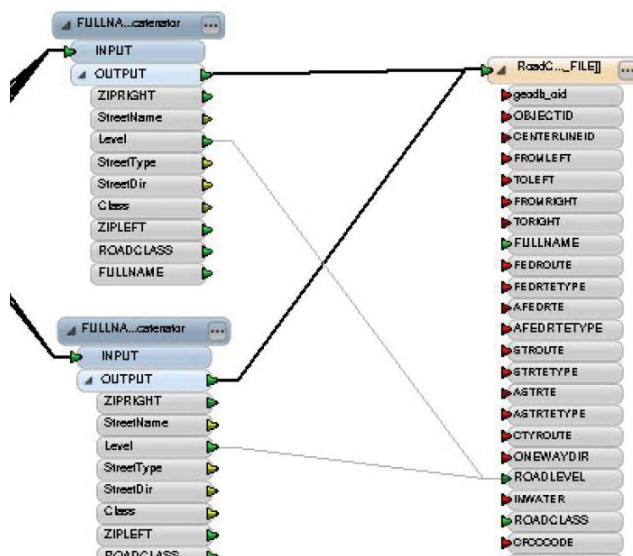 FULLNA...catenator
INPUT
OUTPUT
ZIPRIGHT
StreetName
Level
StreetType
StreetDir
Class
ZIPLEFT
ROADCLASS
FULLNAME
FULLNA...catenator
INPUT
OUTPUT
ZIPRIGHT
StreetName
Level
StreetType
StreetDir
Class
ZIPLEFT
ROADCLASS
RoadC..._FILE]]
geodb_oid
OBJECTID
CENTERLINEID
FROMLEFT
TOLEFT
FROMRIGHT
TORIGHT
FULLNAME
FEDROUTE
FEDRTETYPE
AFEDRTE
AFEDRTETYPE
STROUTE
STRTETYPE
ASTRTE
ASTRTETYPE
CTYROUTE
ONEWAYDIR
ROADLEVEL
INWATER
ROADCLASS
CFCCCODE